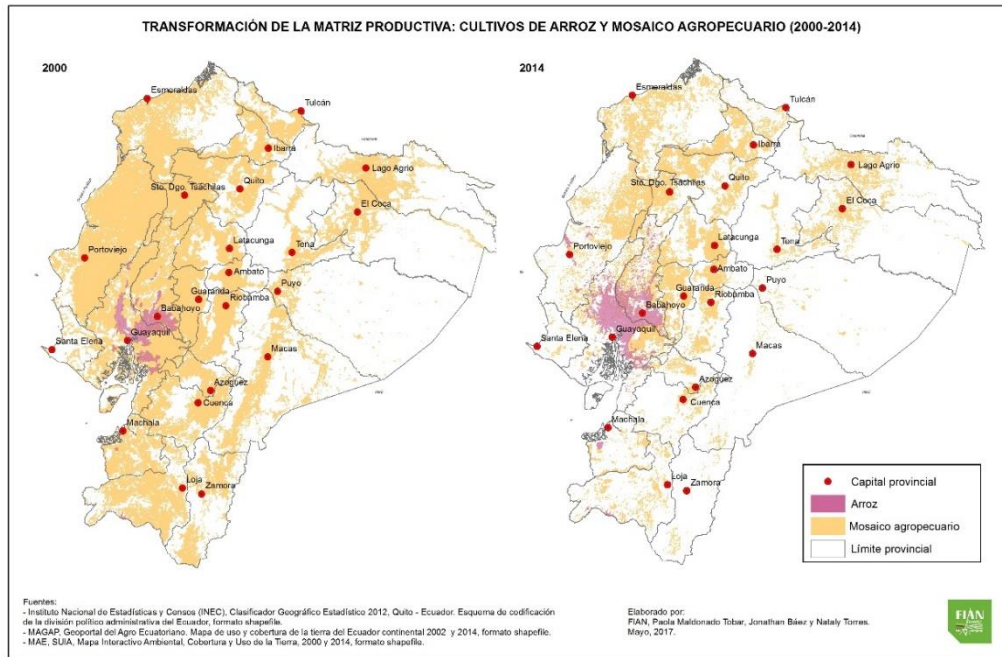 TRANSFORMACIÓN DE LA MATRIZ PRODUCTIVA: CULTIVOS DE ARROZ Y MOSAICO AGROPECUARIO (2000-2014)
2000
Esmeraldas
Tulcán
Ibarra
Lago Agrio
Quito
Sto. Dgo. Tsáchilas
El Coca
Latacunga
Portoviejo
Tena
Ambato
Puyo
Guaranda
Riobamba
Babahoyo
Guayaquil
Santa Elena
Macas
Azoguez
Cuenca
Machala
Loja
Zamora
2014
Esmeraldas
Tulcán
Ibarra
Lago Agrio
Quito
Sto. Dgo. Tsáchilas
El Coca
Latacunga
Portoviejo
Tena
Ambato
Puyo
Guaranda
Riobamba
Babahoyo
Guayaquil
Santa Elena
Macas
Azoguez
Cuenca
Machala
Loja
Zamora
Capital provincial
Arroz
Mosaico agropecuario
Límite provincial
Fuentes:
- Instituto Nacional de Estadísticas y Censos (INEC), Clasificador Geográfico Estadístico 2012, Quito - Ecuador. Esquema de codificación
de la división político administrativa del Ecuador, formato shapefile.
- MAGAP, Geoportal del Agro Ecuatoriano. Mapa de uso y cobertura de la tierra del Ecuador continental 2002 y 2014, formato shapefile.
- MAE, SUIA, Mapa Interactivo Ambiental, Cobertura y Uso de la Tierra, 2000 y 2014, formato shapefile.
Elaborado por:
FIAN, Paola Maldonado Tobar, Jonathan Báez y Nataly Torres.
Mayo, 2017.
FIAN